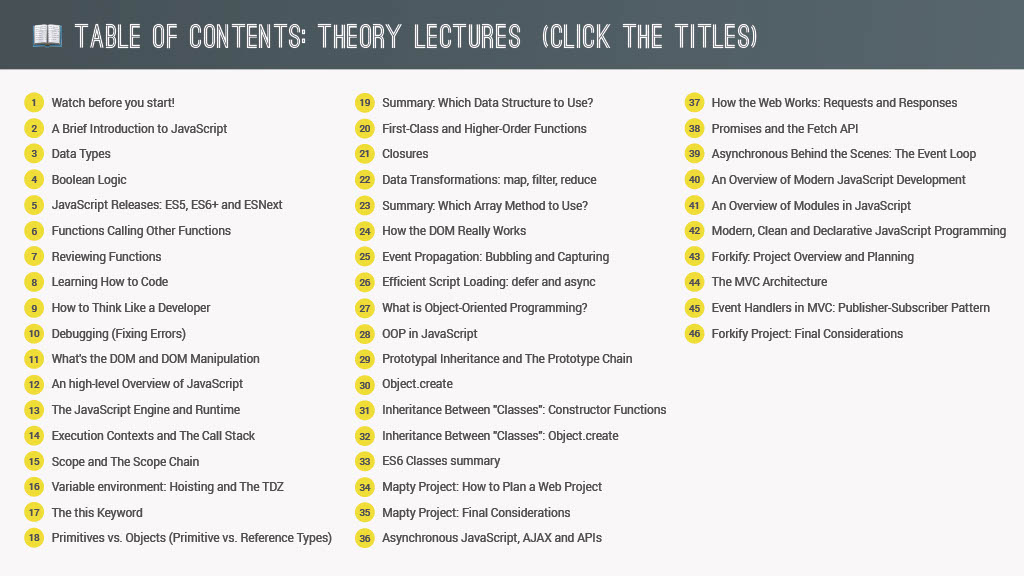 TABLE OF CONTENTS: THEORY LECTURES (CLICK THE TITLES)
1 Watch before you start!
2 A Brief Introduction to JavaScript
3 Data Types
4 Boolean Logic
5 JavaScript Releases: ES5, ES6+ and ESNext
6 Functions Calling Other Functions
7 Reviewing Functions
8 Learning How to Code
9 How to Think Like a Developer
10 Debugging (Fixing Errors)
11 What's the DOM and DOM Manipulation
12 An high-level Overview of JavaScript
13 The JavaScript Engine and Runtime
14 Execution Contexts and The Call Stack
15 Scope and The Scope Chain
16 Variable environment: Hoisting and The TDZ
17 The this Keyword
18 Primitives vs. Objects (Primitive vs. Reference Types)
19 Summary: Which Data Structure to Use?
20 First-Class and Higher-Order Functions
21 Closures
22 Data Transformations: map, filter, reduce
23 Summary: Which Array Method to Use?
24 How the DOM Really Works
25 Event Propagation: Bubbling and Capturing
26 Efficient Script Loading: defer and async
27 What is Object-Oriented Programming?
28 OOP in JavaScript
29 Prototypal Inheritance and The Prototype Chain
30 Object.create
31 Inheritance Between "Classes": Constructor Functions
32 Inheritance Between "Classes": Object.create
33 ES6 Classes summary
34 Mapty Project: How to Plan a Web Project
35 Mapty Project: Final Considerations
36 Asynchronous JavaScript, AJAX and APIs
37 How the Web Works: Requests and Responses
38 Promises and the Fetch API
39 Asynchronous Behind the Scenes: The Event Loop
40 An Overview of Modern JavaScript Development
41 An Overview of Modules in JavaScript
42 Modern, Clean and Declarative JavaScript Programming
43 Forkify: Project Overview and Planning
44 The MVC Architecture
45 Event Handlers in MVC: Publisher-Subscriber Pattern
46 Forkify Project: Final Considerations